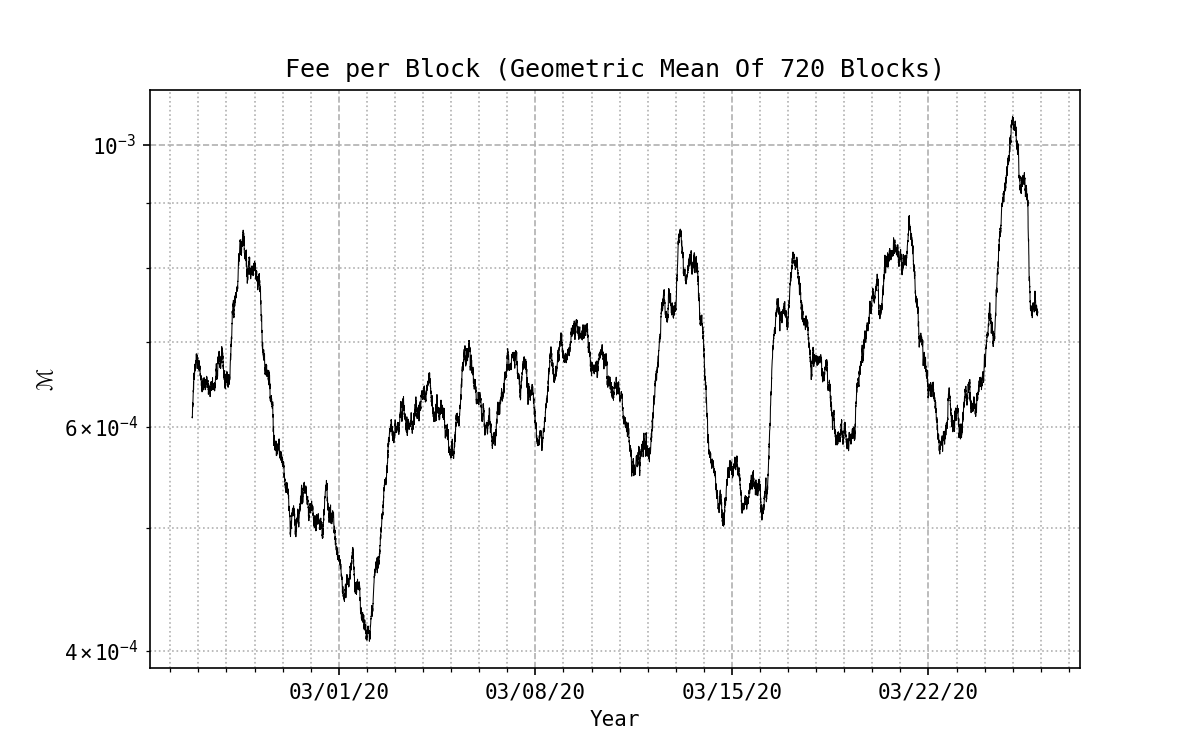 Fee per Block (Geometric Mean Of 720 Blocks)
10⁻³
6×10⁻⁴
4×10⁻⁴
ℳ
03/01/20 03/08/20 03/15/20 03/22/20
Year